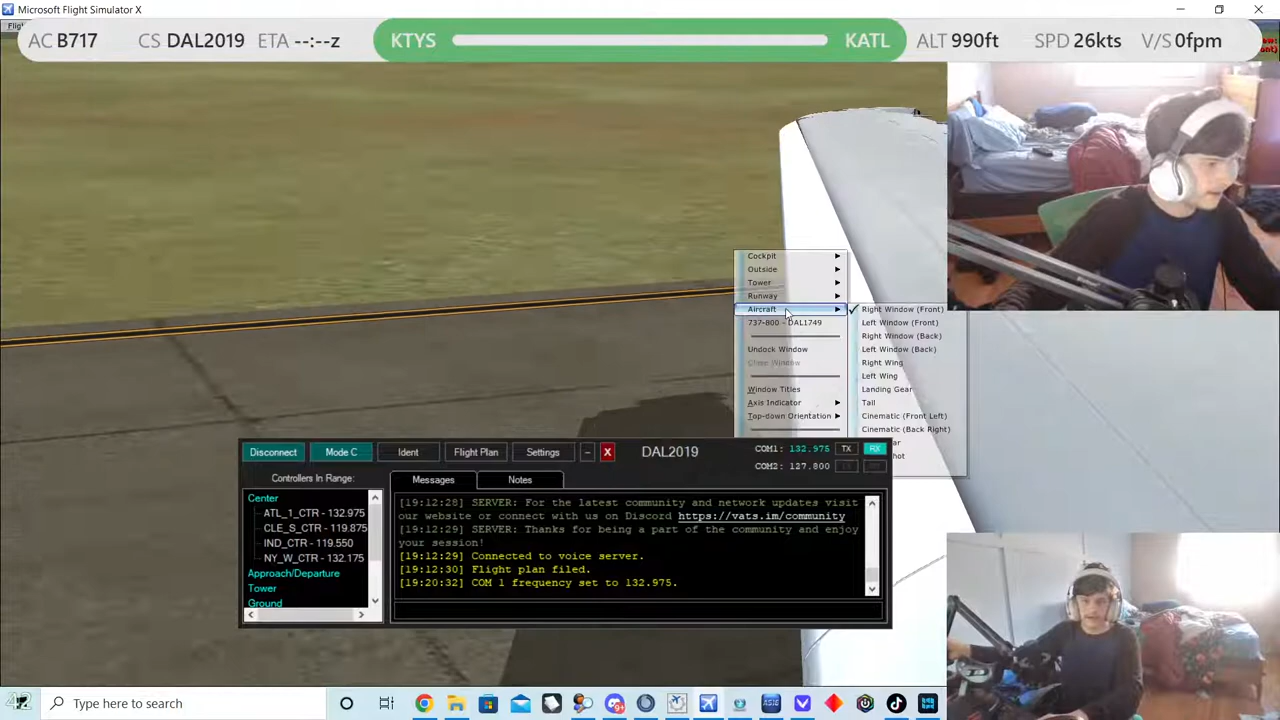 Microsoft Flight Simulator X
AC B717 CS DAL2019 ETA --:--z KTYS KATL ALT 990ft SPD 26kts V/S 0fpm
Cockpit
Outside
Tower
Runway
Aircraft
737-800 - DAL1749
Undock Window
Close Window
Window Titles
Axis Indicator
Top-down Orientation
Right Window (Front)
Left Window (Front)
Right Window (Back)
Left Window (Back)
Right Wing
Left Wing
Landing Gear
Tail
Cinematic (Front Left)
Cinematic (Back Right)
Disconnect Mode C Ident Flight Plan Settings - X DAL2019 COM1: 132.975 TX RX
COM2: 127.800
Controllers In Range:
Center
ATL_1_CTR - 132.975
CLE_S_CTR - 119.875
IND_CTR - 119.550
NY_W_CTR - 132.175
Approach/Departure
Tower
Ground
Messages Notes
[19:12:28] SERVER: For the latest community and network updates visit
our website or connect with us on Discord https://vats.im/community
[19:12:29] SERVER: Thanks for being a part of the community and enjoy
your session!
[19:12:29] Connected to voice server.
[19:12:30] Flight plan filed.
[19:20:32] COM 1 frequency set to 132.975.
Type here to search